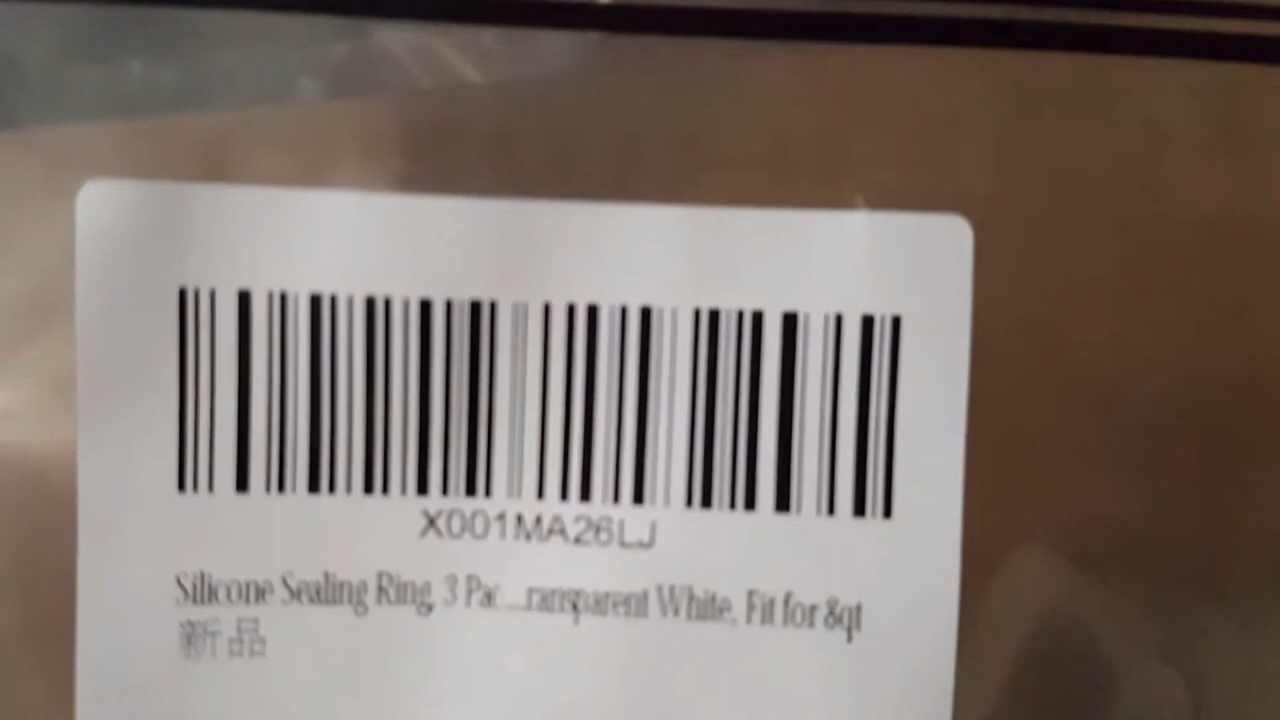 X001MA26LJ
Silicone Sealing Ring, 3 Pac...ransparent White, Fit for 8qt
新品